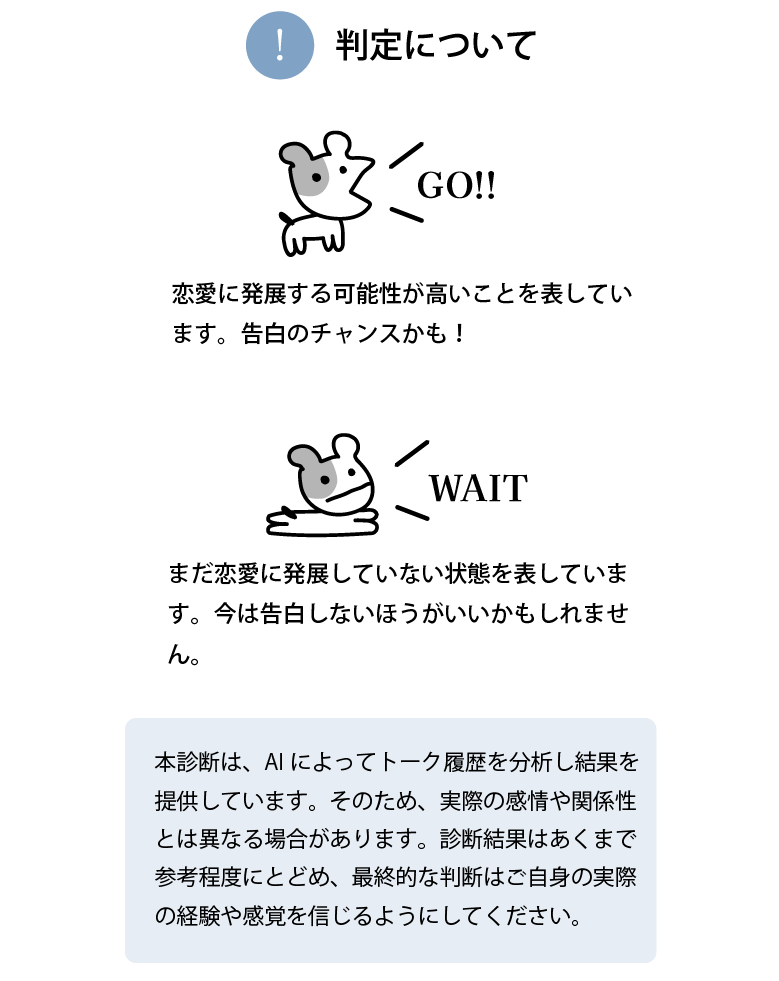 ! 判定について
GO!!
恋愛に発展する可能性が高いことを表してい
ます。告白のチャンスかも！
WAIT
まだ恋愛に発展していない状態を表していま
す。今は告白しないほうがいいかもしれませ
ん。
本診断は、AI によってトーク履歴を分析し結果を
提供しています。そのため、実際の感情や関係性
とは異なる場合があります。診断結果はあくまで
参考程度にとどめ、最終的な判断はご自身の実際
の経験や感覚を信じるようにしてください。